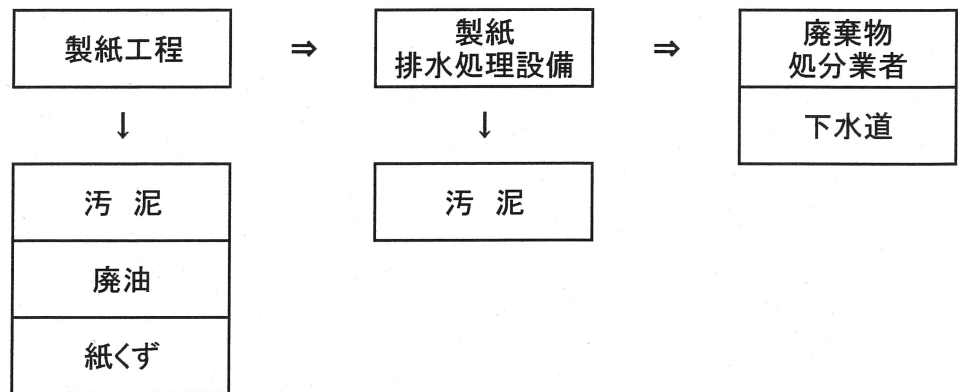 製紙工程
⇒
製紙
排水処理設備
⇒
廃棄物
処分業者
下水道
↓
↓
汚 泥
廃油
紙くず
汚 泥